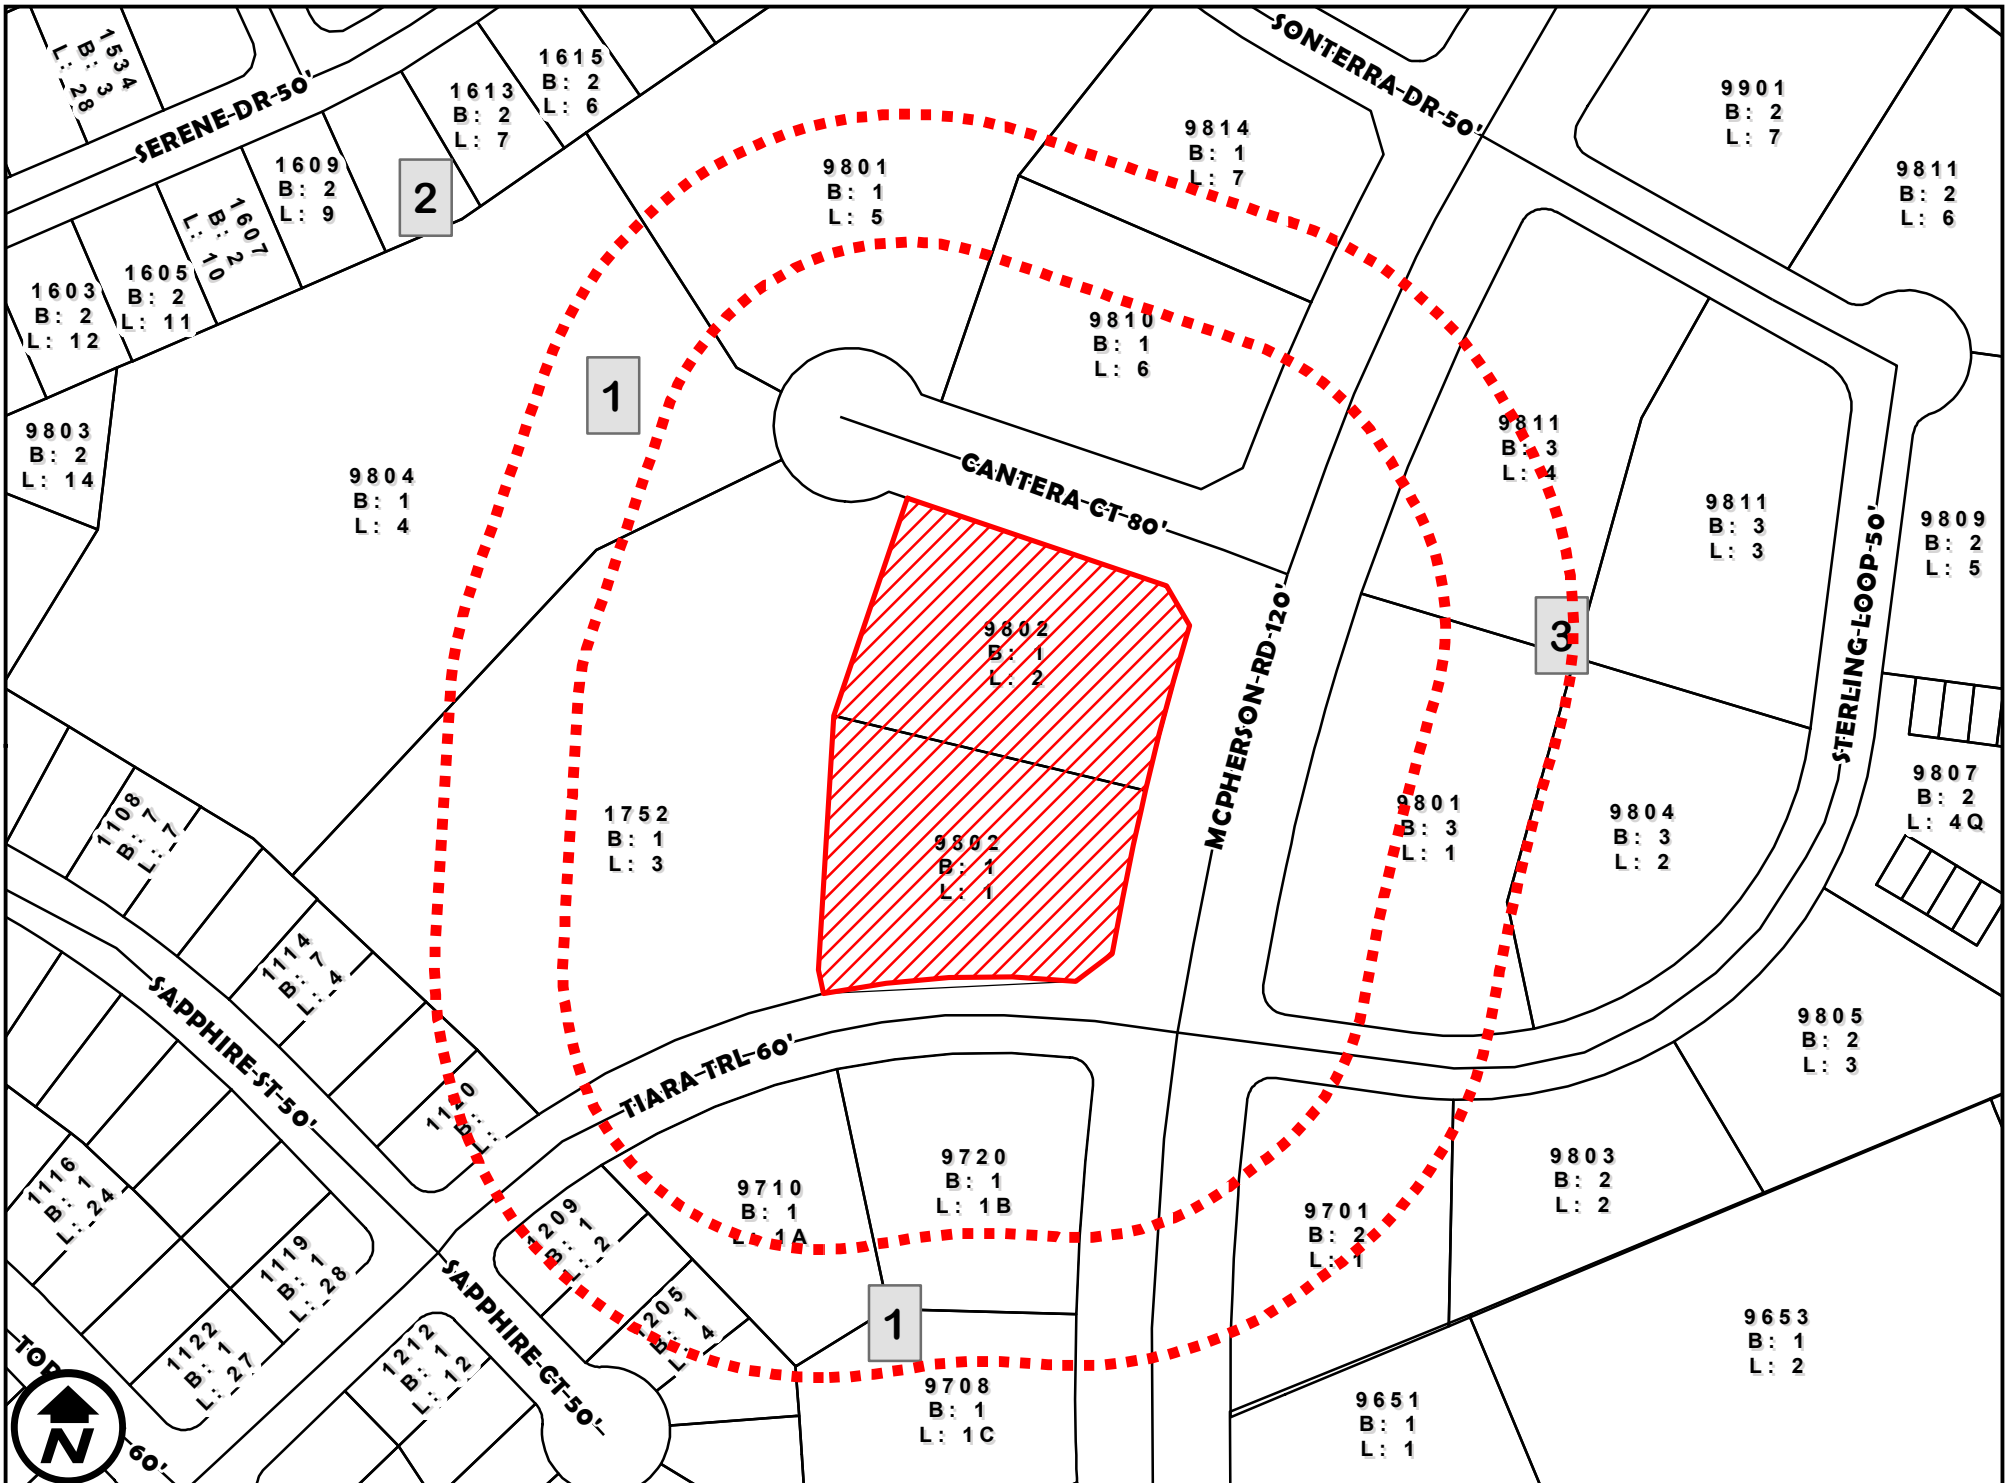 1534
B: 3
L: 28
SERENE-DR-50'
1615
B: 2
L: 6
1613
B: 2
L: 7
1609
B: 2
L: 9
2
1607
B: 2
L: 10
1605
B: 2
L: 11
1603
B: 2
L: 12
SONTERRA-DR-50'
9901
B: 2
L: 7
9814
B: 1
L: 7
9801
B: 1
L: 5
9811
B: 2
L: 6
9810
B: 1
L: 6
1
9803
B: 2
L: 14
9804
B: 1
L: 4
CANTERA-CT-80'
9811
B: 3
L: 4
9811
B: 3
L: 3
9809
B: 2
L: 5
9802
B: 1
L: 2
3
MCPHERSON-RD-120'
STERLING-LOOP-50'
1108
B: 7
L: 7
1752
B: 1
L: 3
9802
B: 1
L: 1
9801
B: 3
L: 1
9804
B: 3
L: 2
9807
B: 2
L: 4Q
1114
B: 7
L: 4
SAPPHIRE-ST-50'
9805
B: 2
L: 3
TIARA-TRL-60'
B:
L:
1116
B: 1
L: 24
1209
B: 1
L: 2
9710
B: 1
L: 1A
9720
B: 1
L: 1B
9701
B: 2
L: 1
9803
B: 2
L: 2
1119
B: 1
L: 28
SAPPHIRE-CT-50'
1205
B: 1
L: 4
1
1122
B: 1
L: 27
1212
B: 1
L: 12
9708
B: 1
L: 1C
9653
B: 1
L: 2
9651
B: 1
L: 1
60'
N